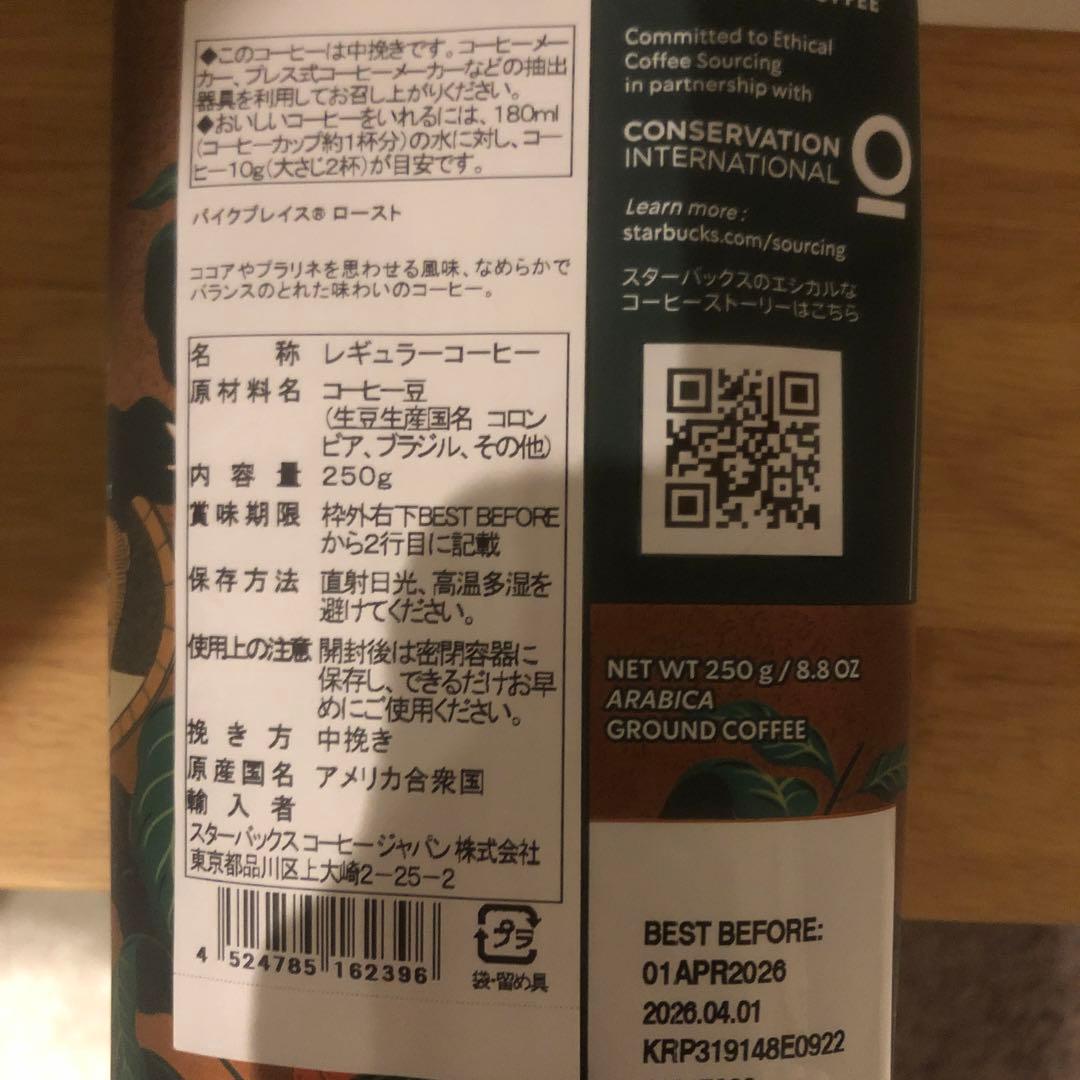 ◆このコーヒーは中挽きです。コーヒーメー
カー、プレス式コーヒーメーカーなどの抽出
器具を利用してお召し上がりください。
◆おいしいコーヒーをいれるには、180ml
(コーヒーカップ約1杯分)の水に対し、コー
ヒー10g(大さじ2杯)が目安です。
パイクプレイス® ロースト
ココアやプラリネを思わせる風味、なめらかで
バランスのとれた味わいのコーヒー。
名称 レギュラーコーヒー
原材料名 コーヒー豆
(生豆生産国名 コロン
ビア、ブラジル、その他)
内容量 250g
賞味期限 枠外右下BEST BEFORE
から2行目に記載
保存方法 直射日光、高温多湿を
避けてください。
使用上の注意 開封後は密閉容器に
保存し、できるだけお早
めにご使用ください。
挽き方 中挽き
原産国名 アメリカ合衆国
輸入者
スターバックス コーヒー ジャパン 株式会社
東京都品川区上大崎2-25-2
4 524785 162396
プラ
袋・留め具
COFFEE
Committed to Ethical
Coffee Sourcing
in partnership with
CONSERVATION
INTERNATIONAL
Learn more:
starbucks.com/sourcing
スターバックスのエシカルな
コーヒーストーリーはこちら
NET WT 250 g / 8.8 OZ
ARABICA
GROUND COFFEE
BEST BEFORE:
01APR2026
2026.04.01
KRP319148E0922